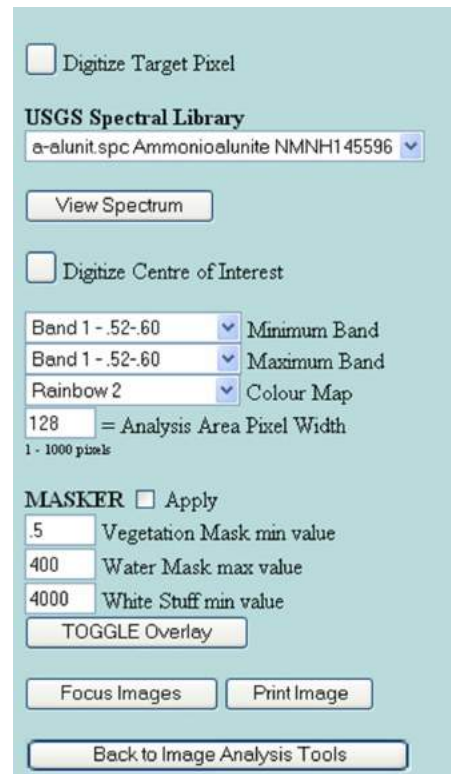 Digitize Target Pixel
USGS Spectral Library
a-alunit.spc Ammonioalunite NMNH145596
View Spectrum
Digitize Centre of Interest
Band 1 - .52-.60 Minimum Band
Band 1 - .52-.60 Maximum Band
Rainbow 2 Colour Map
128 = Analysis Area Pixel Width
1 - 1000 pixels
MASKER Apply
.5 Vegetation Mask min value
400 Water Mask max value
4000 White Stuff min value
TOGGLE Overlay
Focus Images Print Image
Back to Image Analysis Tools